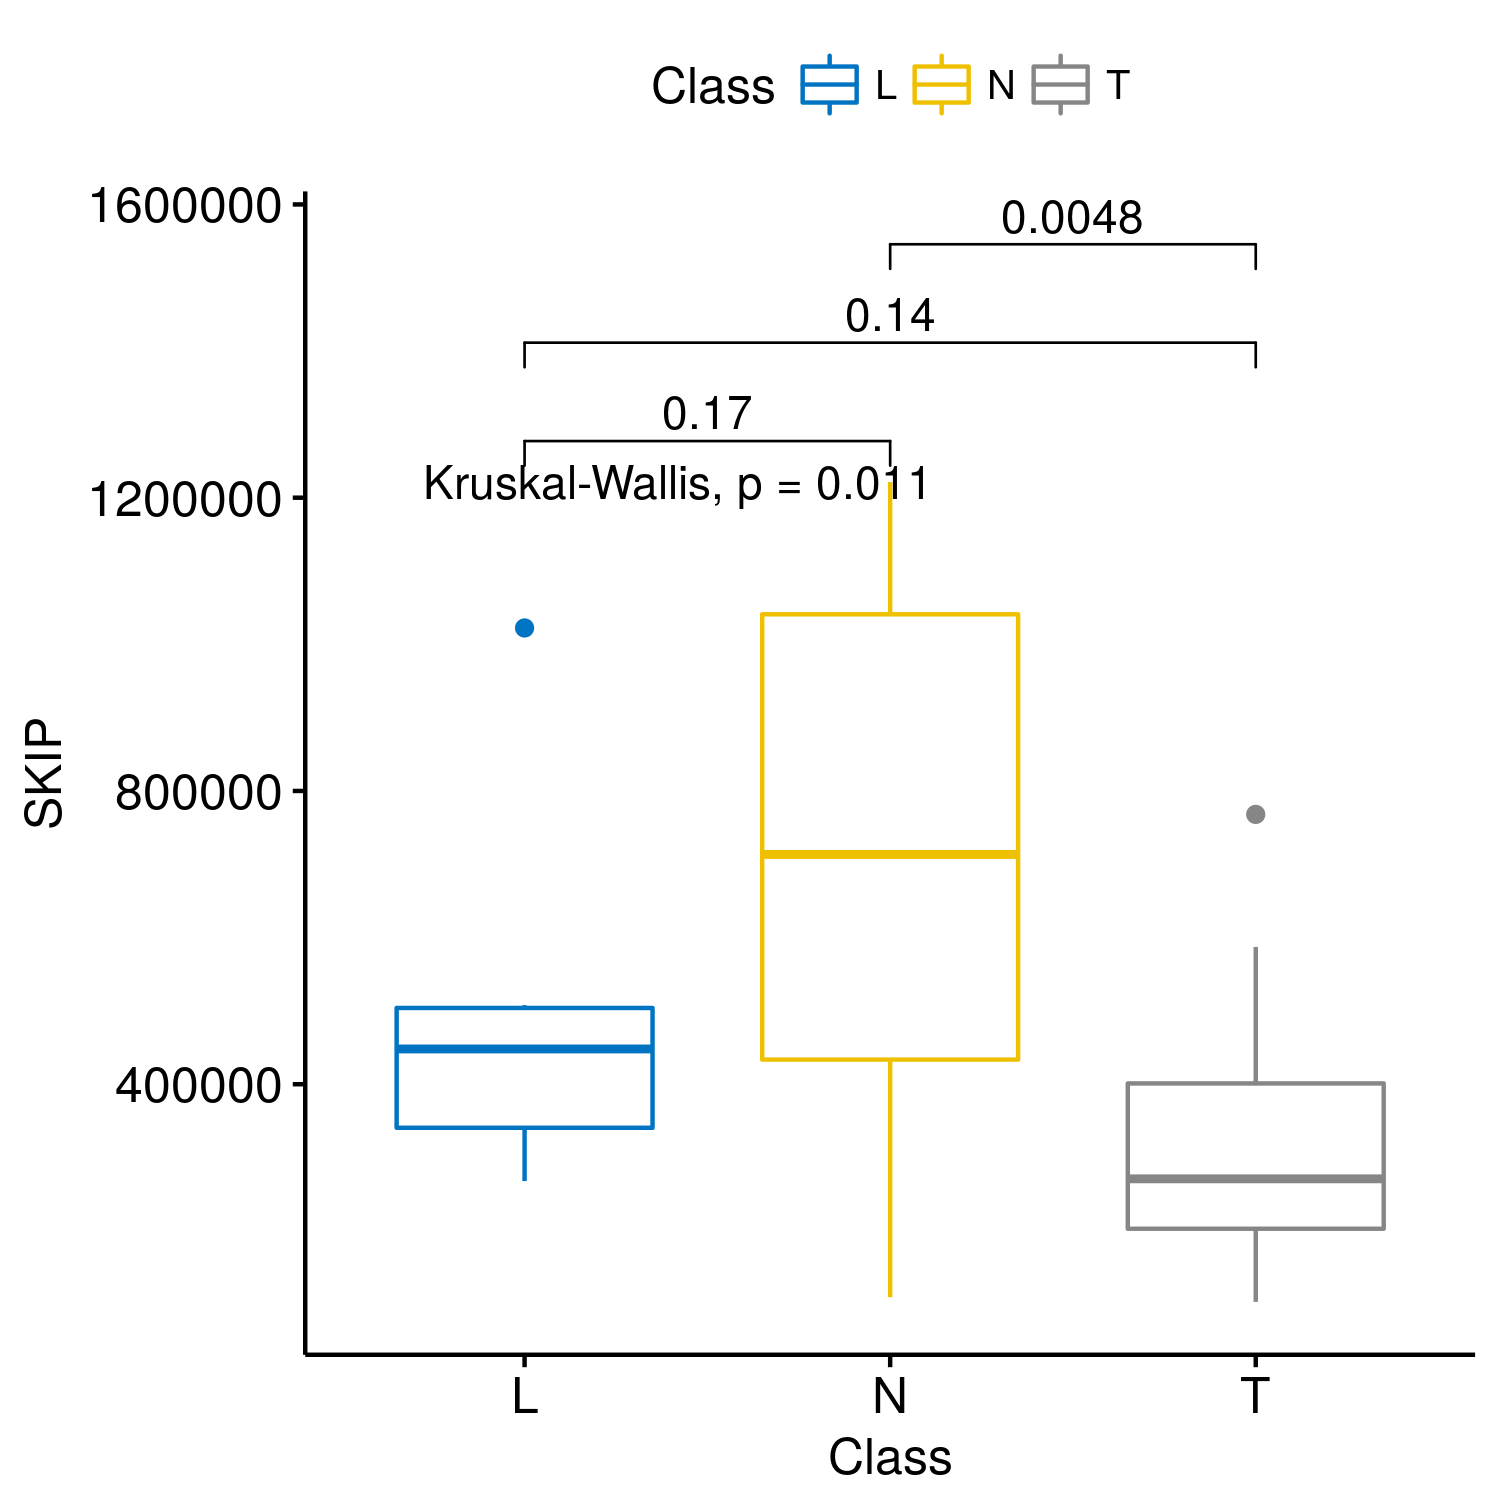 Class L N T
1600000
0.0048
0.14
0.17
Kruskal-Wallis, p = 0.011
1200000
800000
400000
SKIP
L N T
Class